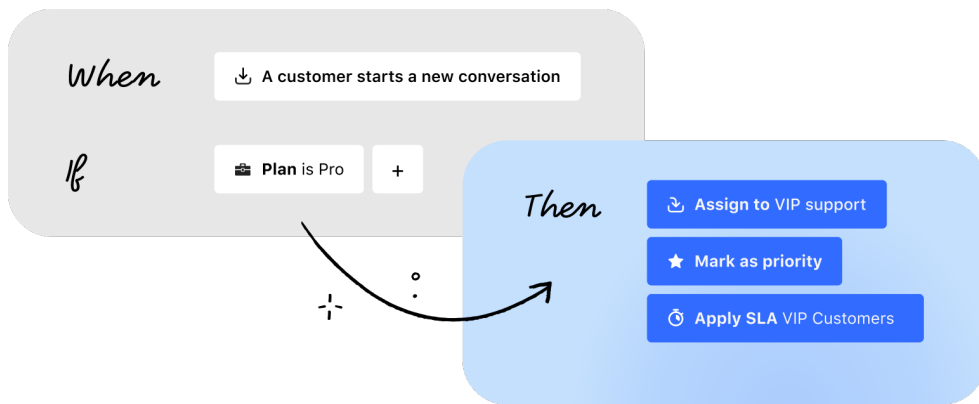 When
A customer starts a new conversation
If
Plan is Pro
+
Then
Assign to VIP support
Mark as priority
Apply SLA VIP Customers